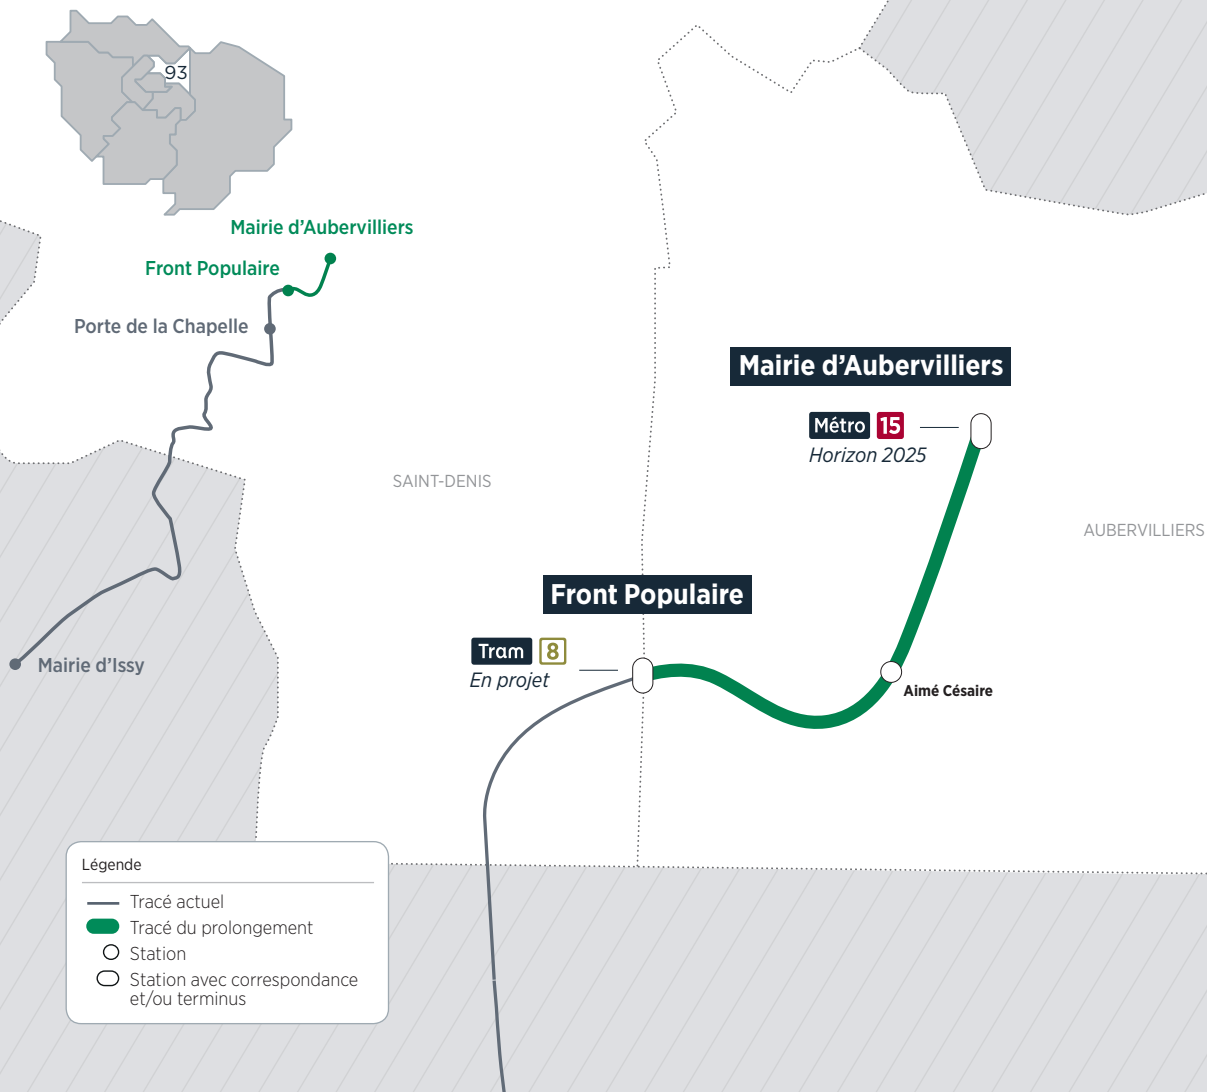 93
Mairie d'Aubervilliers
Front Populaire
Porte de la Chapelle
Mairie d'Issy
Mairie d'Aubervilliers
Métro 15
Horizon 2025
SAINT-DENIS
AUBERVILLIERS
Front Populaire
Tram 8
En projet
Aimé Césaire
Légende
Tracé actuel
Tracé du prolongement
Station
Station avec correspondance
et/ou terminus